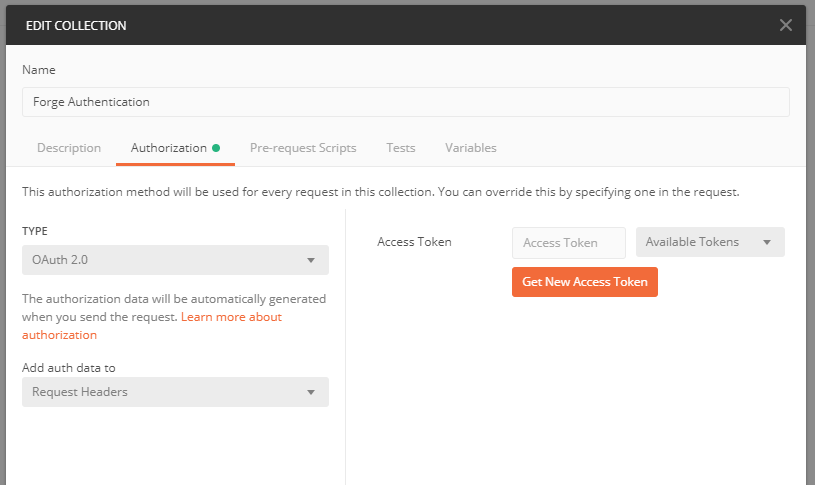 EDIT COLLECTION
Name
Forge Authentication
Description Authorization Pre-request Scripts Tests Variables
This authorization method will be used for every request in this collection. You can override this by specifying one in the request.
TYPE
OAuth 2.0
The authorization data will be automatically generated
when you send the request. Learn more about
authorization
Add auth data to
Request Headers
Access Token Access Token Available Tokens
Get New Access Token